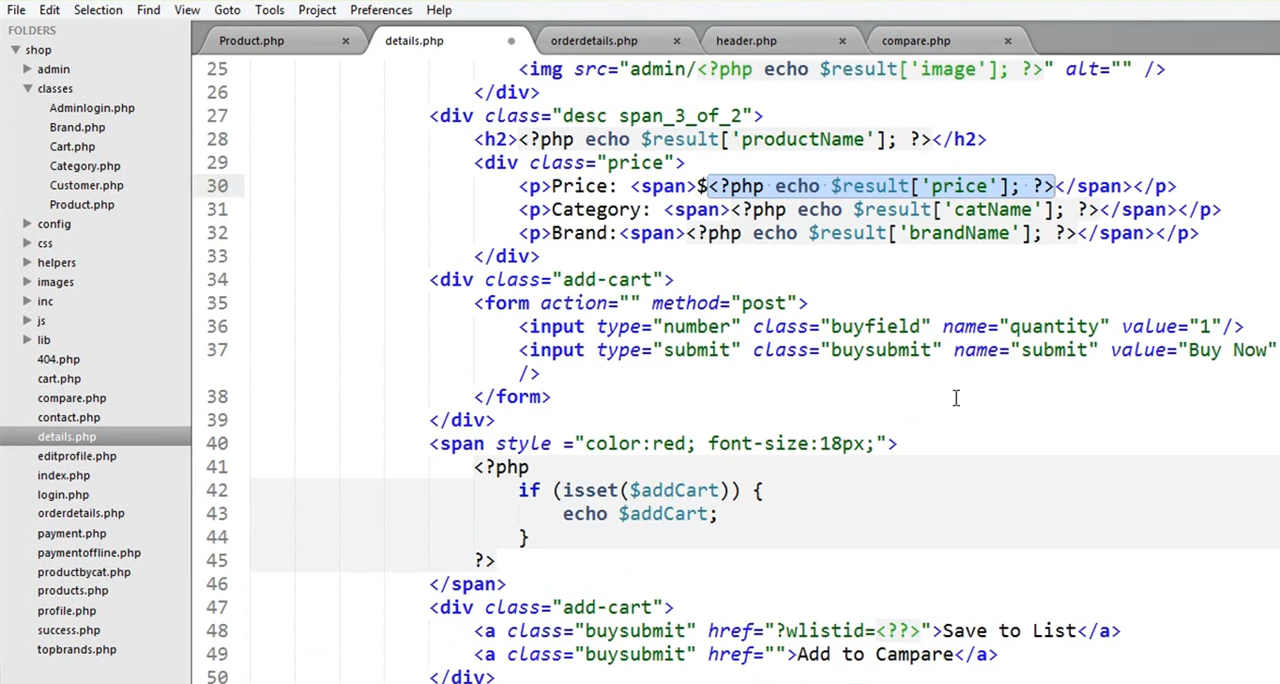 File Edit Selection Find View Goto Tools Project Preferences Help
FOLDERS
shop
admin
classes
Adminlogin.php
Brand.php
Cart.php
Category.php
Customer.php
Product.php
config
css
helpers
images
inc
js
lib
404.php
cart.php
compare.php
contact.php
details.php
editprofile.php
index.php
login.php
orderdetails.php
payment.php
paymentoffline.php
productbycat.php
products.php
profile.php
success.php
topbrands.php
Product.php × details.php orderdetails.php × header.php × compare.php ×
25 <img src="admin/<?php echo $result['image']; ?>" alt="" />
26 </div>
27 <div class="desc span_3_of_2">
28 <h2><?php echo $result['productName']; ?></h2>
29 <div class="price">
30 <p>Price: <span>$<?php echo $result['price']; ?></span></p>
31 <p>Category: <span><?php echo $result['catName']; ?></span></p>
32 <p>Brand:<span><?php echo $result['brandName']; ?></span></p>
33 </div>
34 <div class="add-cart">
35 <form action="" method="post">
36 <input type="number" class="buyfield" name="quantity" value="1"/>
37 <input type="submit" class="buysubmit" name="submit" value="Buy Now"
/>
38 </form>
39 </div>
40 <span style ="color:red; font-size:18px;">
41 <?php
42 if (isset($addCart)) {
43 echo $addCart;
44 }
45 ?>
46 </span>
47 <div class="add-cart">
48 <a class="buysubmit" href="?wlistid=<??>">Save to List</a>
49 <a class="buysubmit" href="">Add to Campare</a>
50 </div>